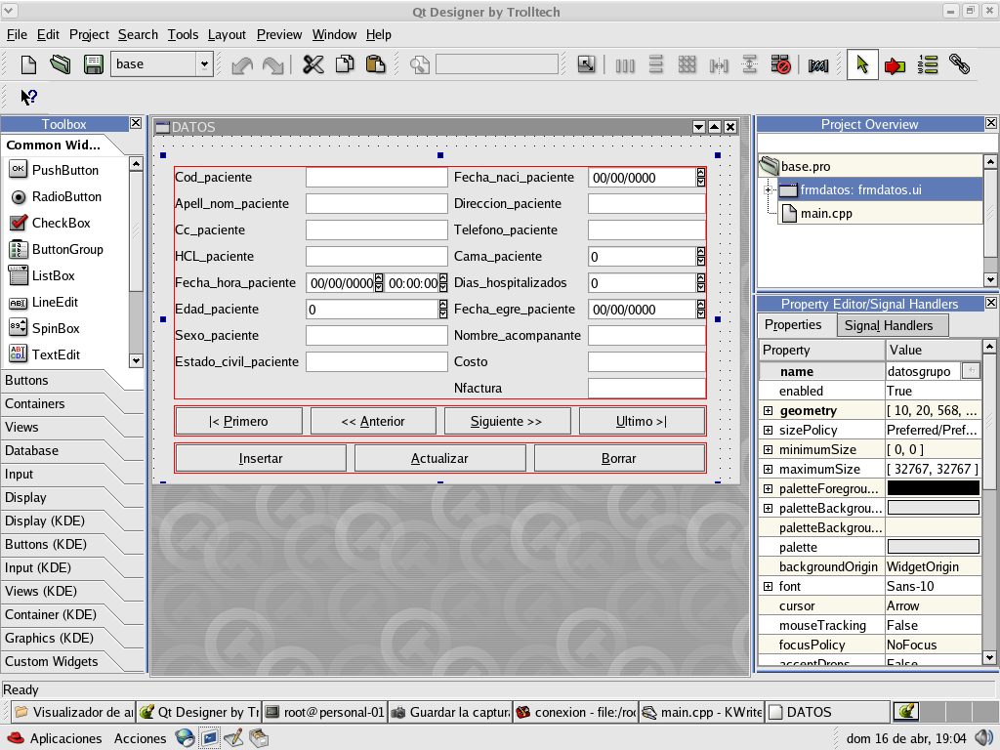 Qt Designer by Trolltech
File Edit Project Search Tools Layout Preview Window Help
base
Toolbox
Common Wid...
PushButton
RadioButton
CheckBox
ButtonGroup
ListBox
LineEdit
SpinBox
TextEdit
Buttons
Containers
Views
Database
Input
Display
Display (KDE)
Buttons (KDE)
Input (KDE)
Views (KDE)
Container (KDE)
Graphics (KDE)
Custom Widgets
DATOS
Cod_paciente Fecha_naci_paciente 00/00/0000
Apell_nom_paciente Direccion_paciente
Cc_paciente Telefono_paciente
HCL_paciente Cama_paciente 0
Fecha_hora_paciente 00/00/0000 00:00:00 Dias_hospitalizados 0
Edad_paciente 0 Fecha_egre_paciente 00/00/0000
Sexo_paciente Nombre_acompanante
Estado_civil_paciente Costo
Nfactura
|< Primero << Anterior Siguiente >> Ultimo >|
Insertar Actualizar Borrar
Project Overview
base.pro
frmdatos: frmdatos.ui
main.cpp
Property Editor/Signal Handlers
Properties Signal Handlers
Property Value
name datosgrupo
enabled True
geometry [ 10, 20, 568, ...
sizePolicy Preferred/Pref...
minimumSize [ 0, 0 ]
maximumSize [ 32767, 32767 ]
paletteForegrou...
paletteBackgrou...
paletteBackgrou...
palette
backgroundOrigin WidgetOrigin
font Sans-10
cursor Arrow
mouseTracking False
focusPolicy NoFocus
acceptDrops False
Ready
Visualizador de ar Qt Designer by Tr root@personal-01 Guardar la captura conexion - file:/roo main.cpp - KWrite DATOS
Aplicaciones Acciones dom 16 de abr, 19:04